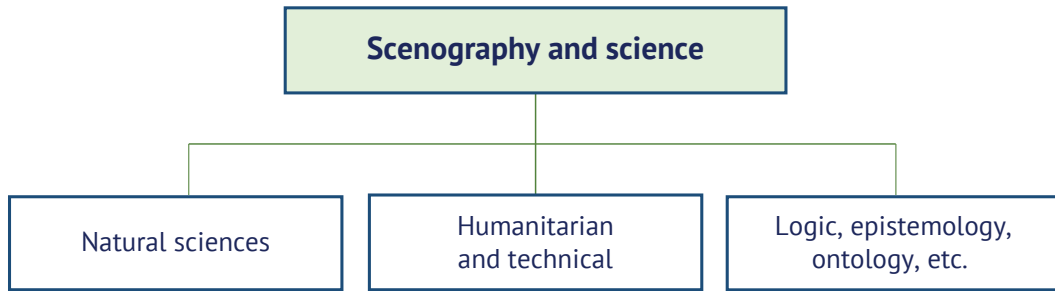 Scenography and science
Natural sciences
Humanitarian
and technical
Logic, epistemology,
ontology, etc.